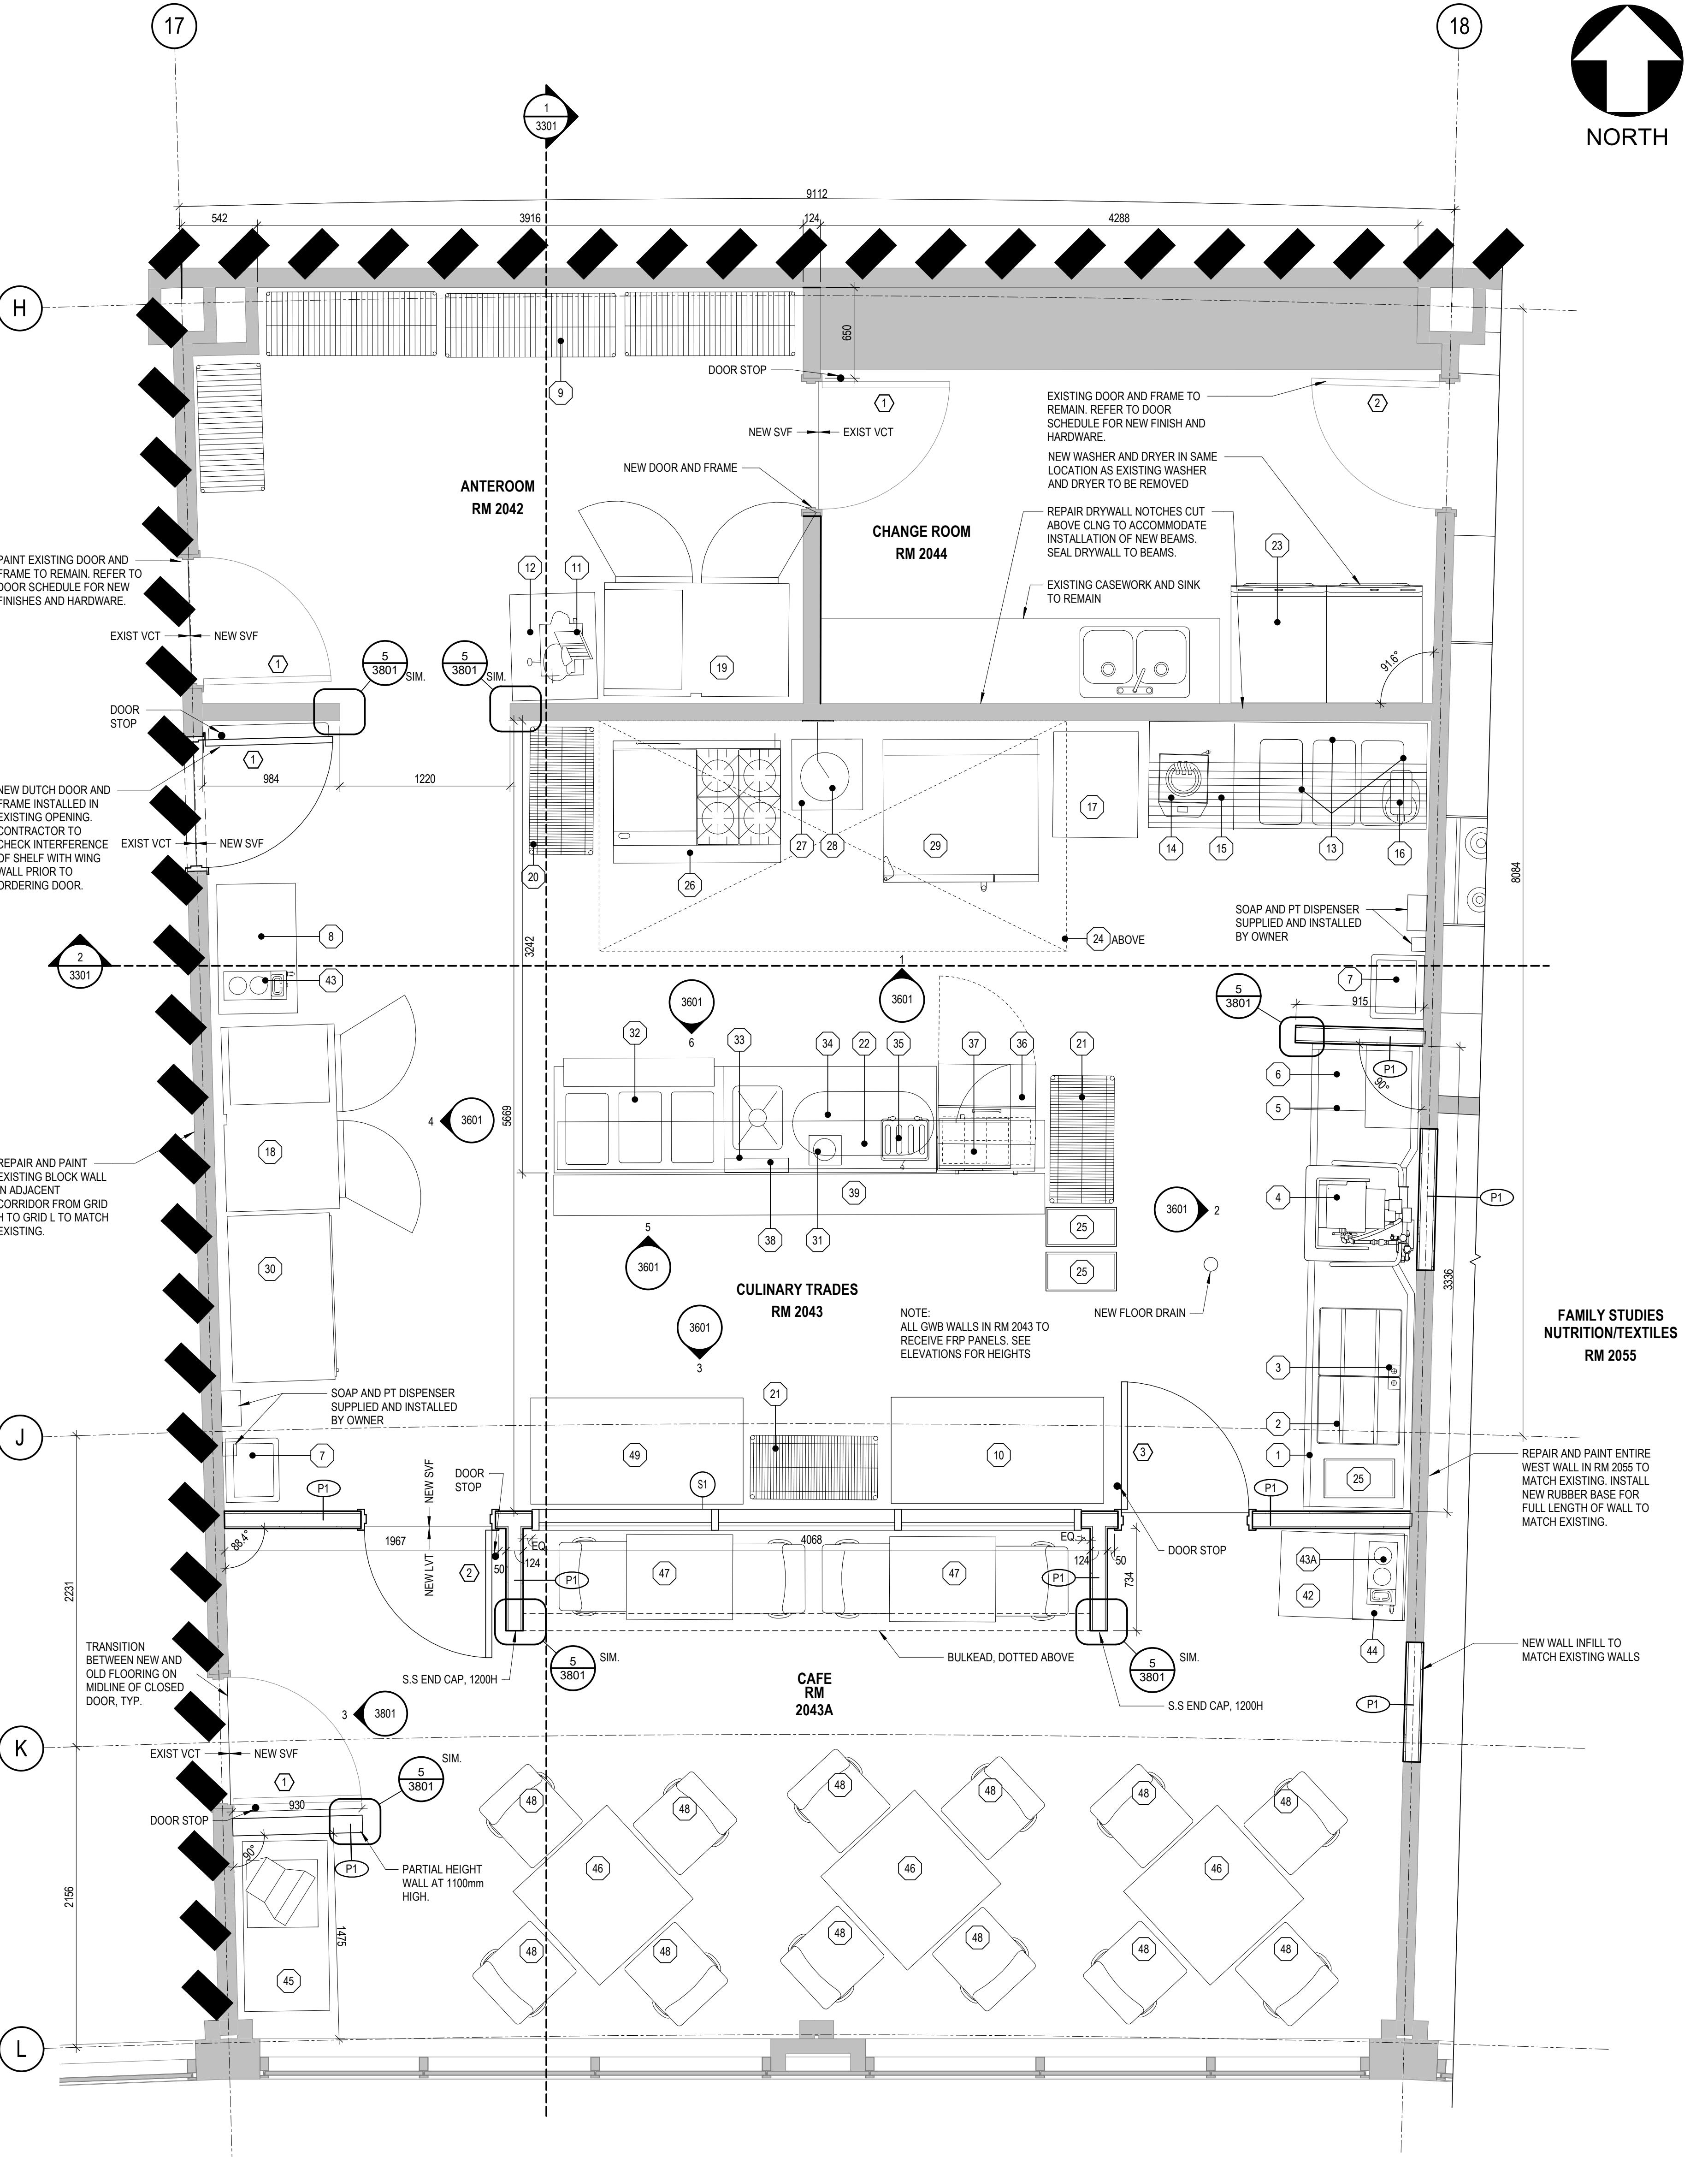 17
18
NORTH
1
3301
9112
542
3916
124
4288
H
650
DOOR STOP
9
1
2
EXISTING DOOR AND FRAME TO
REMAIN. REFER TO DOOR
SCHEDULE FOR NEW FINISH AND
HARDWARE.
NEW SVF
EXIST VCT
NEW WASHER AND DRYER IN SAME
LOCATION AS EXISTING WASHER
AND DRYER TO BE REMOVED
NEW DOOR AND FRAME
ANTEROOM
RM 2042
CHANGE ROOM
RM 2044
REPAIR DRYWALL NOTCHES CUT
ABOVE CLNG TO ACCOMMODATE
INSTALLATION OF NEW BEAMS.
SEAL DRYWALL TO BEAMS.
23
PAINT EXISTING DOOR AND
FRAME TO REMAIN. REFER TO
DOOR SCHEDULE FOR NEW
FINISHES AND HARDWARE.
12
11
EXISTING CASEWORK AND SINK
TO REMAIN
EXIST VCT
NEW SVF
1
5
3801
SIM.
5
3801
SIM.
19
91.6°
DOOR
STOP
1
984
1220
17
NEW DUTCH DOOR AND
FRAME INSTALLED IN
EXISTING OPENING.
CONTRACTOR TO
CHECK INTERFERENCE
OF SHELF WITH WING
WALL PRIOR TO
ORDERING DOOR.
EXIST VCT
NEW SVF
20
26
27
28
29
14
15
13
16
8084
8
3242
24
ABOVE
SOAP AND PT DISPENSER
SUPPLIED AND INSTALLED
BY OWNER
2
3301
43
1
3601
3601
6
5
3801
7
915
32
33
34
22
35
37
36
21
P1
90°
6
5
4
3601
5669
18
REPAIR AND PAINT
EXISTING BLOCK WALL
IN ADJACENT
CORRIDOR FROM GRID
H TO GRID L TO MATCH
EXISTING.
39
4
P1
3601
2
25
38
31
5
3601
30
25
3336
CULINARY TRADES
RM 2043
NOTE:
ALL GWB WALLS IN RM 2043 TO
RECEIVE FRP PANELS. SEE
ELEVATIONS FOR HEIGHTS
NEW FLOOR DRAIN
3601
3
FAMILY STUDIES
NUTRITION/TEXTILES
RM 2055
3
SOAP AND PT DISPENSER
SUPPLIED AND INSTALLED
BY OWNER
21
2
J
7
49
10
3
1
25
REPAIR AND PAINT ENTIRE
WEST WALL IN RM 2055 TO
MATCH EXISTING. INSTALL
NEW RUBBER BASE FOR
FULL LENGTH OF WALL TO
MATCH EXISTING.
P1
NEW SVF
DOOR
STOP
S1
P1
88.4°
1967
NEW LVT
2
50
EQ.
124
4068
EQ.
124
50
734
DOOR STOP
P1
47
47
P1
43A
42
44
2231
5
3801
SIM.
S.S END CAP, 1200H
BULKEAD, DOTTED ABOVE
5
3801
SIM.
S.S END CAP, 1200H
NEW WALL INFILL TO
MATCH EXISTING WALLS
TRANSITION
BETWEEN NEW AND
OLD FLOORING ON
MIDLINE OF CLOSED
DOOR, TYP.
CAFE
RM
2043A
P1
3
3801
K
EXIST VCT
NEW SVF
5
3801
SIM.
1
930
DOOR STOP
90°
P1
PARTIAL HEIGHT
WALL AT 1100mm
HIGH.
48
48
48
48
48
48
46
46
46
2156
1475
45
48
48
48
48
48
48
L